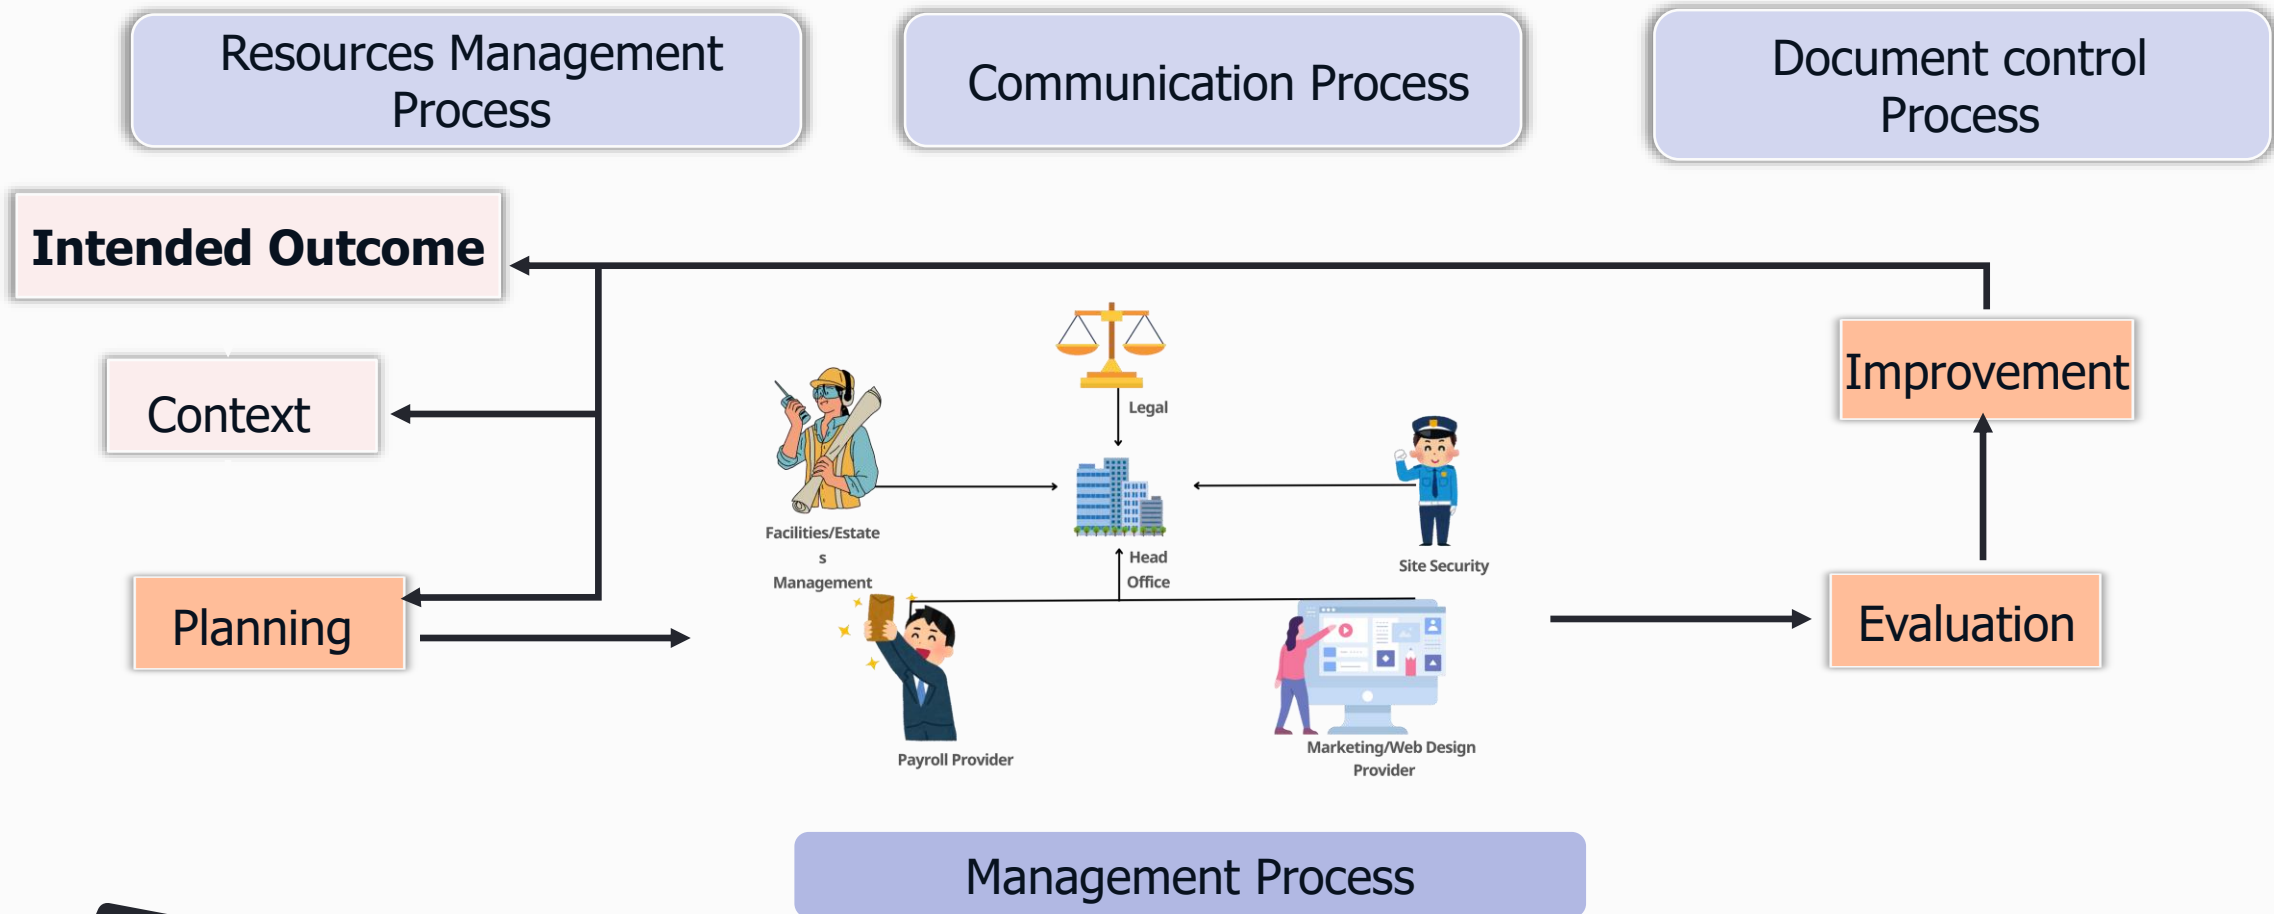 Resources Management
Process
Communication Process
Document control
Process
Intended Outcome
Context
Planning
Legal
Facilities/Estate
s
Management
Head
Office
Site Security
Payroll Provider
Marketing/Web Design
Provider
Improvement
Evaluation
Management Process